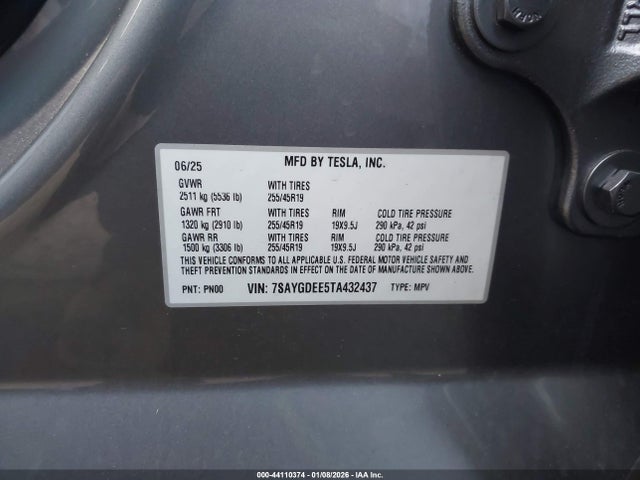 06/25 MFD BY TESLA, INC.
GVWR WITH TIRES
2511 kg (5536 lb) 255/45R19
GAWR FRT WITH TIRES RIM COLD TIRE PRESSURE
1320 kg (2910 lb) 255/45R19 19X9.5J 290 kPa, 42 psi
GAWR RR WITH TIRES RIM COLD TIRE PRESSURE
1500 kg (3306 lb) 255/45R19 19X9.5J 290 kPa, 42 psi
THIS VEHICLE CONFORMS TO ALL APPLICABLE U.S. FEDERAL MOTOR VEHICLE SAFETY AND
THEFT PREVENTION STANDARDS IN EFFECT ON THE DATE OF MANUFACTURE SHOWN ABOVE.
PNT: PN00 VIN: 7SAYGDEE5TA432437 TYPE: MPV
000-44110374 | 01/08/2026 - IAA Inc.